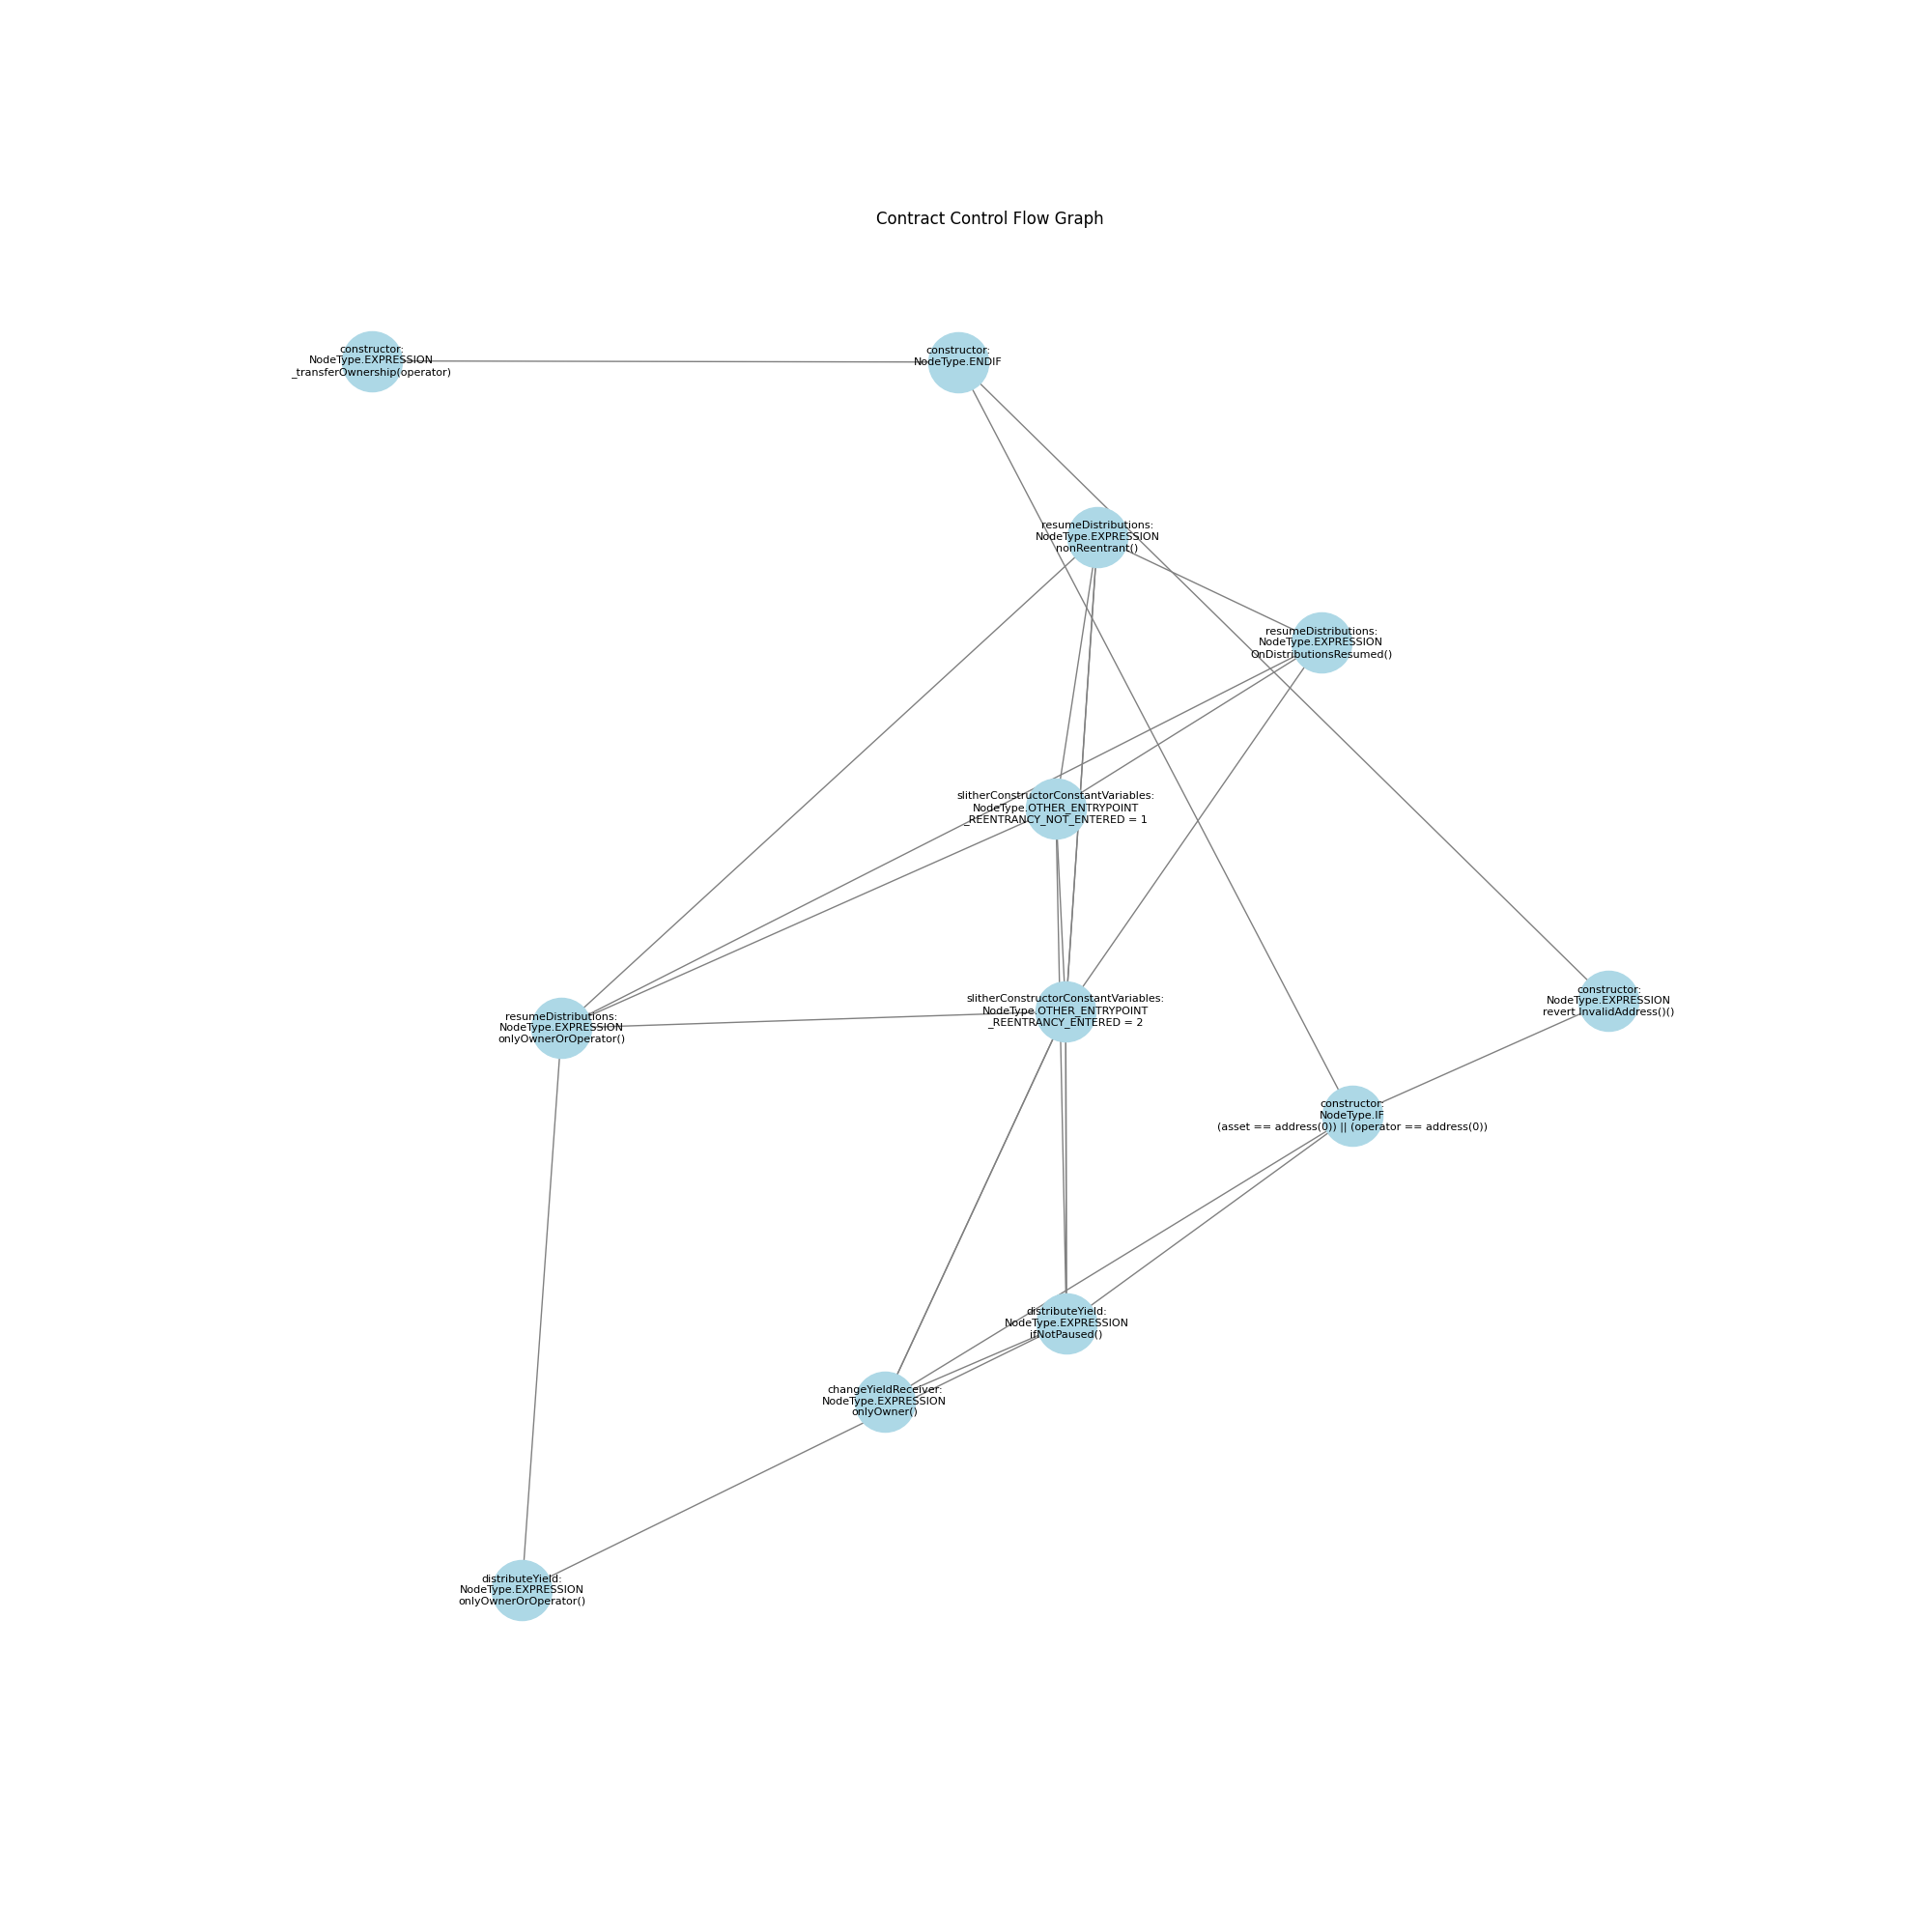 Contract Control Flow Graph
constructor:
NodeType.EXPRESSION
_transferOwnership(operator)
constructor:
NodeType.ENDIF
resumeDistributions:
NodeType.EXPRESSION
nonReentrant()
resumeDistributions:
NodeType.EXPRESSION
OnDistributionsResumed()
slitherConstructorConstantVariables:
NodeType.OTHER_ENTRYPOINT
_REENTRANCY_NOT_ENTERED = 1
slitherConstructorConstantVariables:
NodeType.OTHER_ENTRYPOINT
_REENTRANCY_ENTERED = 2
constructor:
NodeType.EXPRESSION
revert InvalidAddress()()
resumeDistributions:
NodeType.EXPRESSION
onlyOwnerOrOperator()
constructor:
NodeType.IF
(asset == address(0)) || (operator == address(0))
distributeYield:
NodeType.EXPRESSION
ifNotPaused()
changeYieldReceiver:
NodeType.EXPRESSION
onlyOwner()
distributeYield:
NodeType.EXPRESSION
onlyOwnerOrOperator()